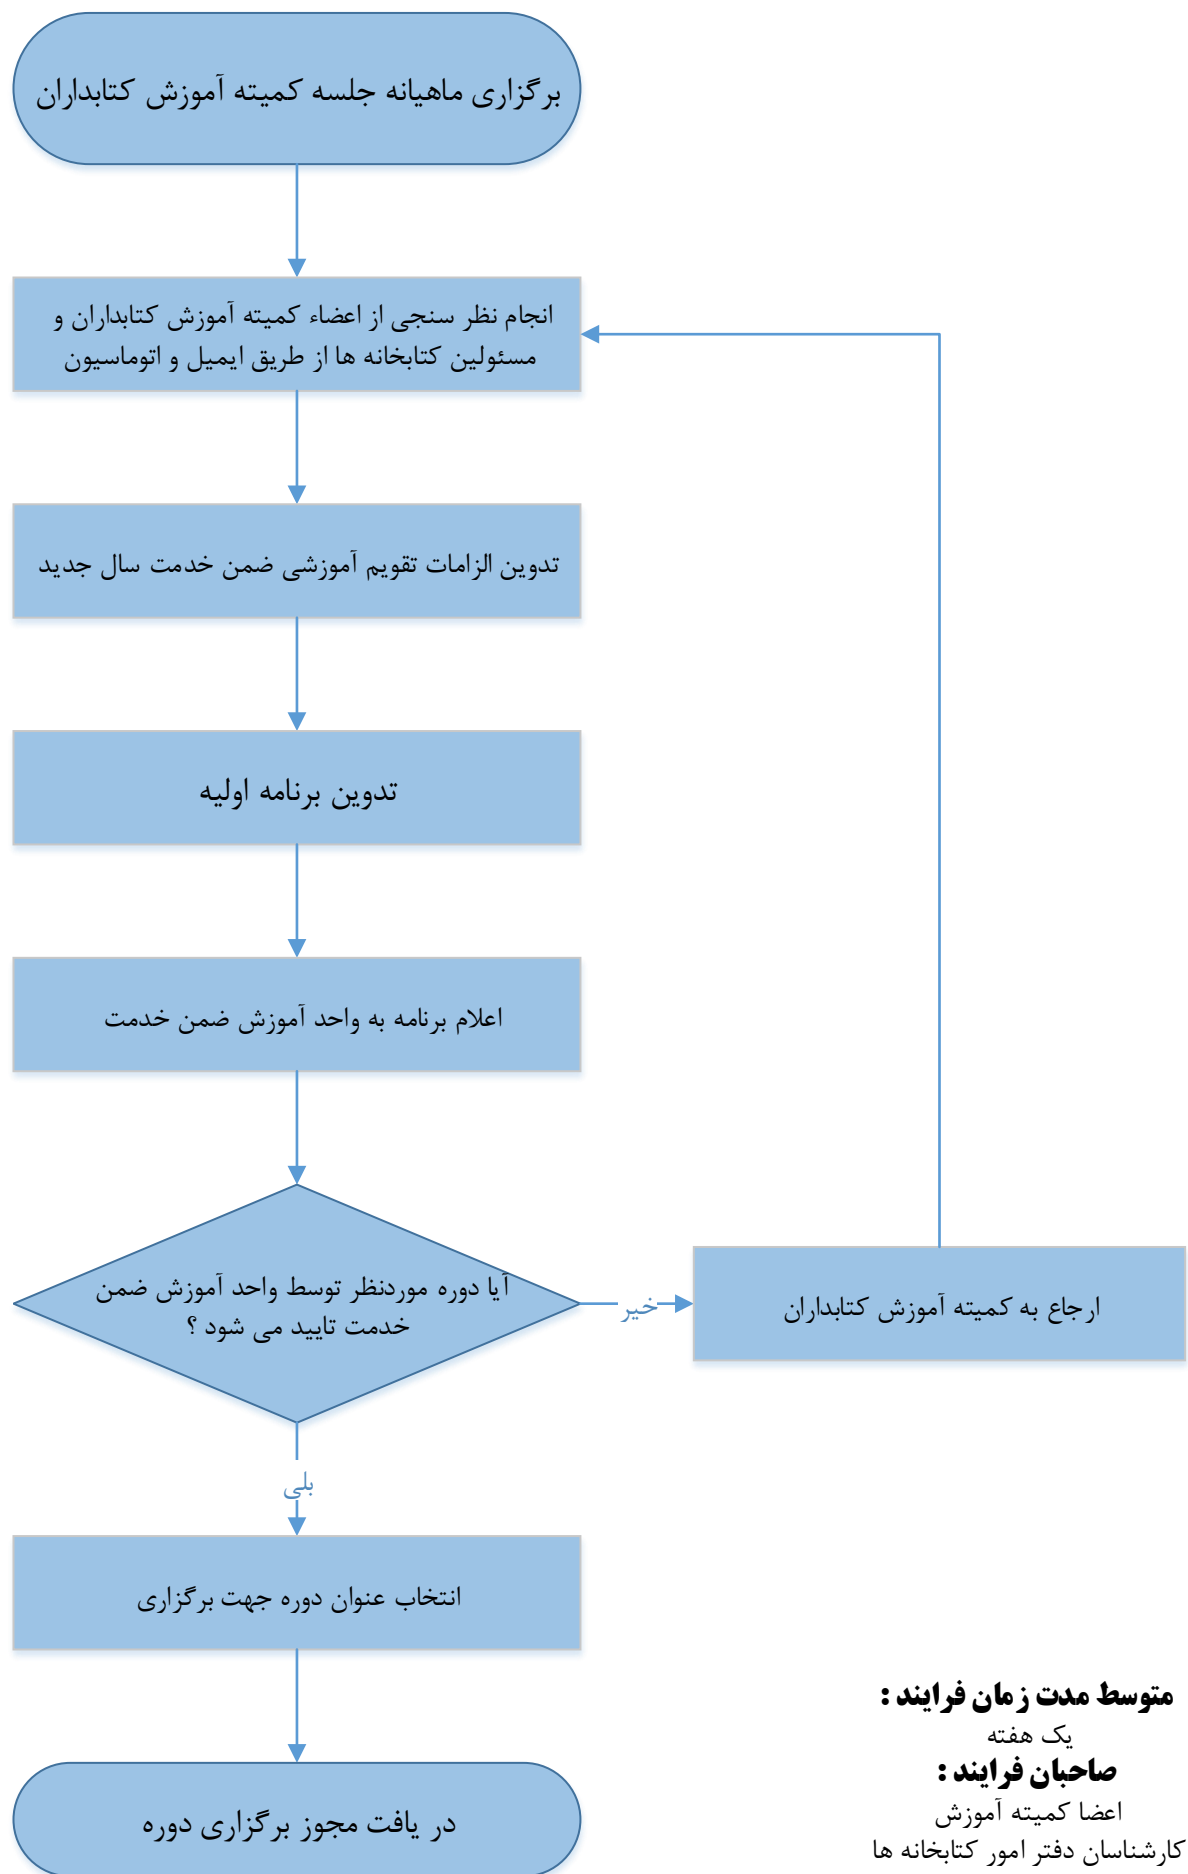 برگزاری ماهیانه جلسه کمیته آموزش کتابداران
انجام نظر سنجی از اعضاء کمیته آموزش کتابداران و
مسئولین کتابخانه ها از طریق ایمیل و اتوماسیون
تدوین الزامات تقویم آموزشی ضمن خدمت سال جدید
تدوین برنامه اولیه
اعلام برنامه به واحد آموزش ضمن خدمت
آیا دوره موردنظر توسط واحد آموزش ضمن
خدمت تایید می شود ؟
خیر
ارجاع به کمیته آموزش کتابداران
بلی
انتخاب عنوان دوره جهت برگزاری
در یافت مجوز برگزاری دوره
متوسط مدت زمان فرایند :
یک هفته
صاحبان فرایند :
اعضا کمیته آموزش
کارشناسان دفتر امور کتابخانه ها